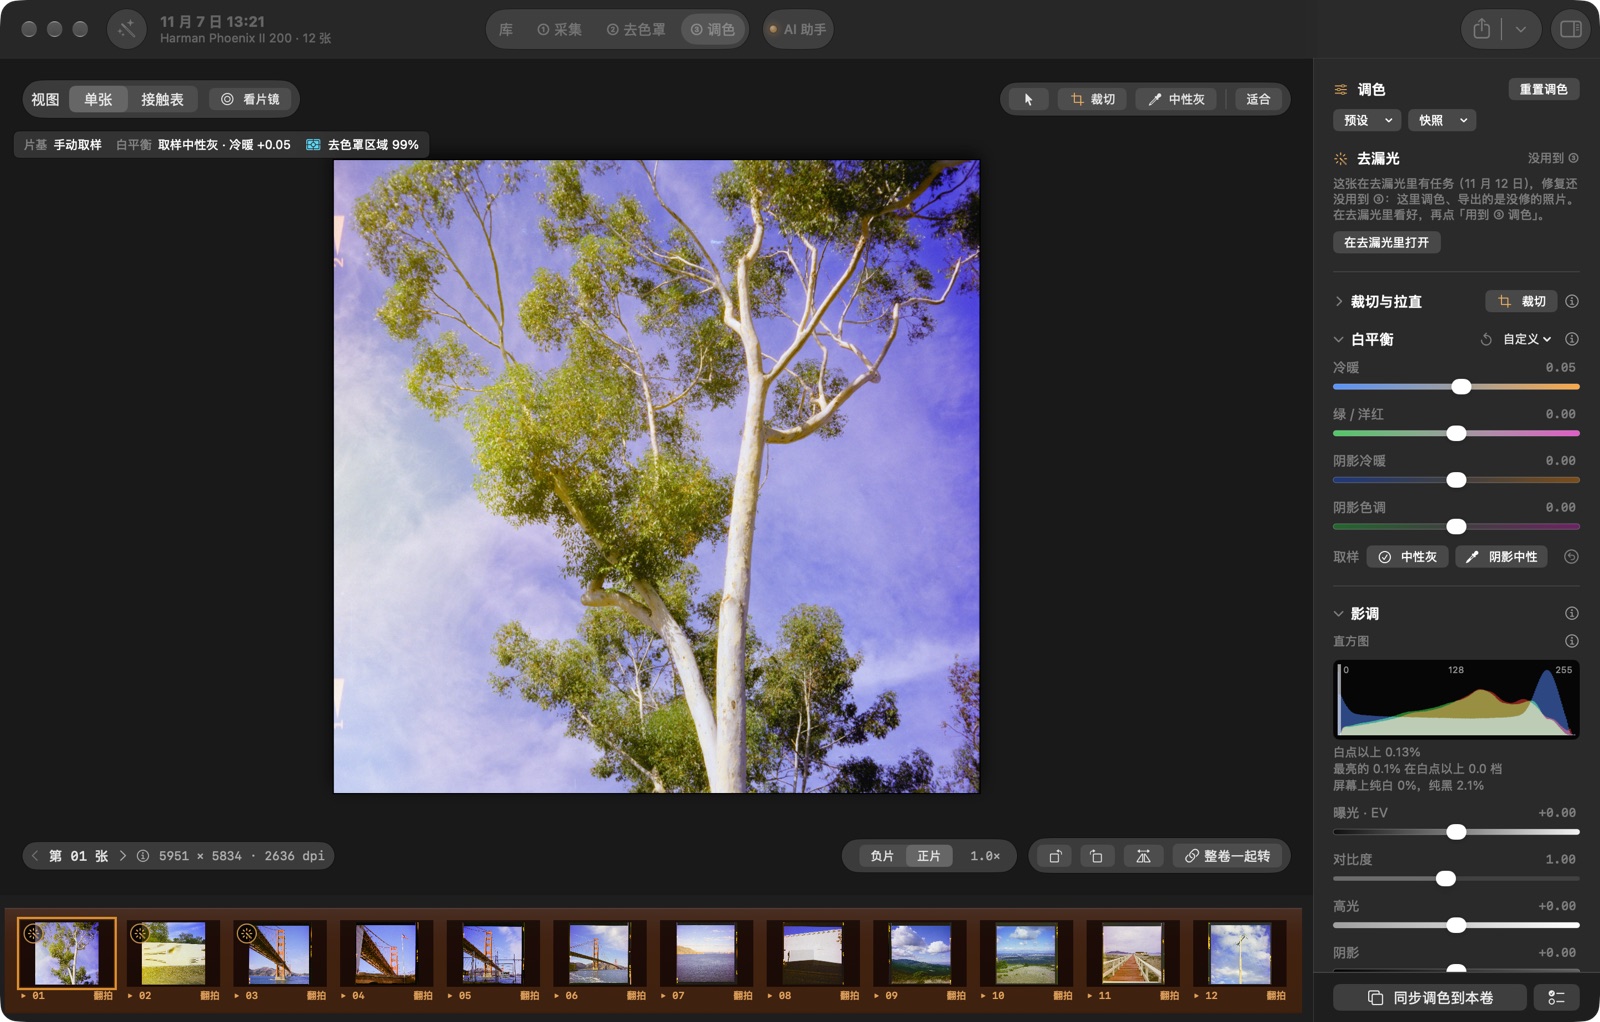 11 月 7 日 13:21
Harman Phoenix II 200 · 12 张
库
① 采集
② 去色罩
③ 调色
AI 助手
视图
单张
接触表
看片镜
裁切
中性灰
适合
片基 手动取样 白平衡 取样中性灰 · 冷暖 +0.05 去色罩区域 99%
第 01 张
5951 × 5834 · 2636 dpi
负片
正片
1.0×
整卷一起转
01 翻拍
02 翻拍
03 翻拍
04 翻拍
05 翻拍
06 翻拍
07 翻拍
08 翻拍
09 翻拍
10 翻拍
11 翻拍
12 翻拍
调色
重置调色
预设
快照
去漏光
没用到 ③
这张在去漏光里有任务（11 月 12 日），修复还
没用到 ③：这里调色、导出的是没修的照片。
在去漏光里看好，再点「用到 ③ 调色」。
在去漏光里打开
裁切与拉直
裁切
白平衡
自定义
冷暖 0.05
绿 / 洋红 0.00
阴影冷暖 0.00
阴影色调 0.00
取样
中性灰
阴影中性
影调
直方图
0 128 255
白点以上 0.13%
最亮的 0.1% 在白点以上 0.0 档
屏幕上纯白 0%，纯黑 2.1%
曝光 · EV +0.00
对比度 1.00
高光 +0.00
阴影 +0.00
同步调色到本卷